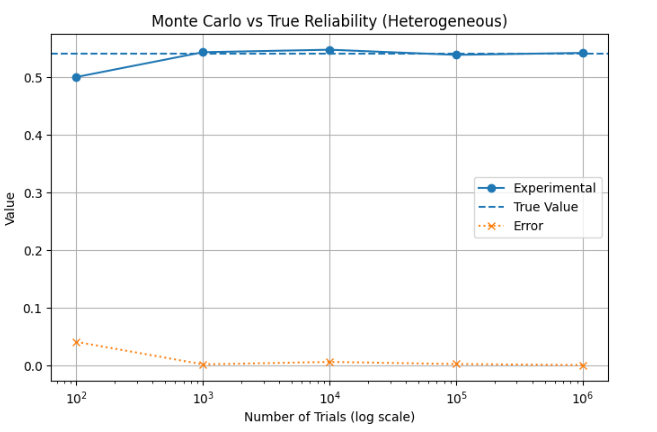 Monte Carlo vs True Reliability (Heterogeneous)
Value
0.5
0.4
0.3
0.2
0.1
0.0
Experimental
True Value
Error
10²
10³
10⁴
10⁵
10⁶
Number of Trials (log scale)